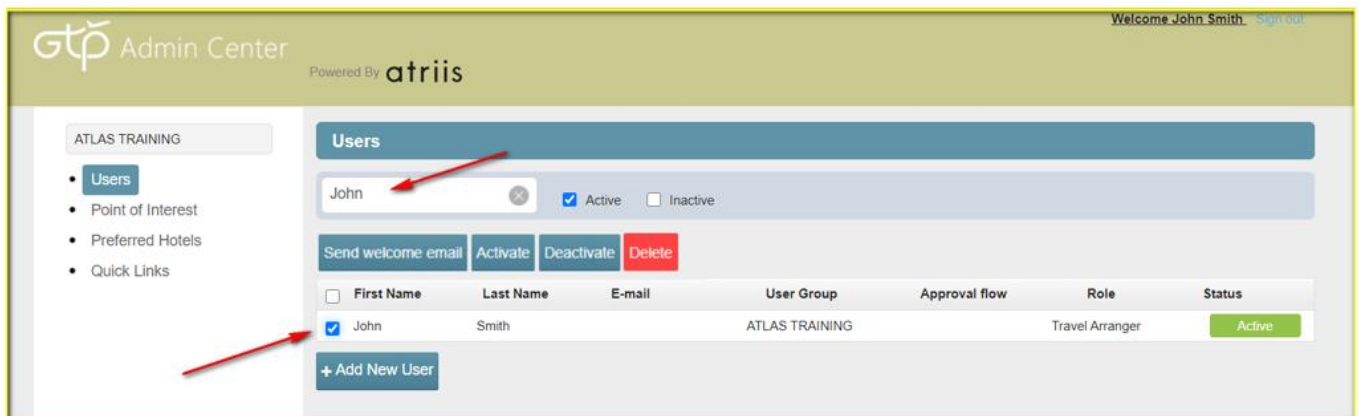 Welcome John Smith Sign out
Gtp Admin Center
Powered By atriis
ATLAS TRAINING
Users
Point of Interest
Preferred Hotels
Quick Links
Users
John
Active Inactive
Send welcome email Activate Deactivate Delete
First Name Last Name E-mail User Group Approval flow Role Status
John Smith ATLAS TRAINING Travel Arranger Active
+ Add New User